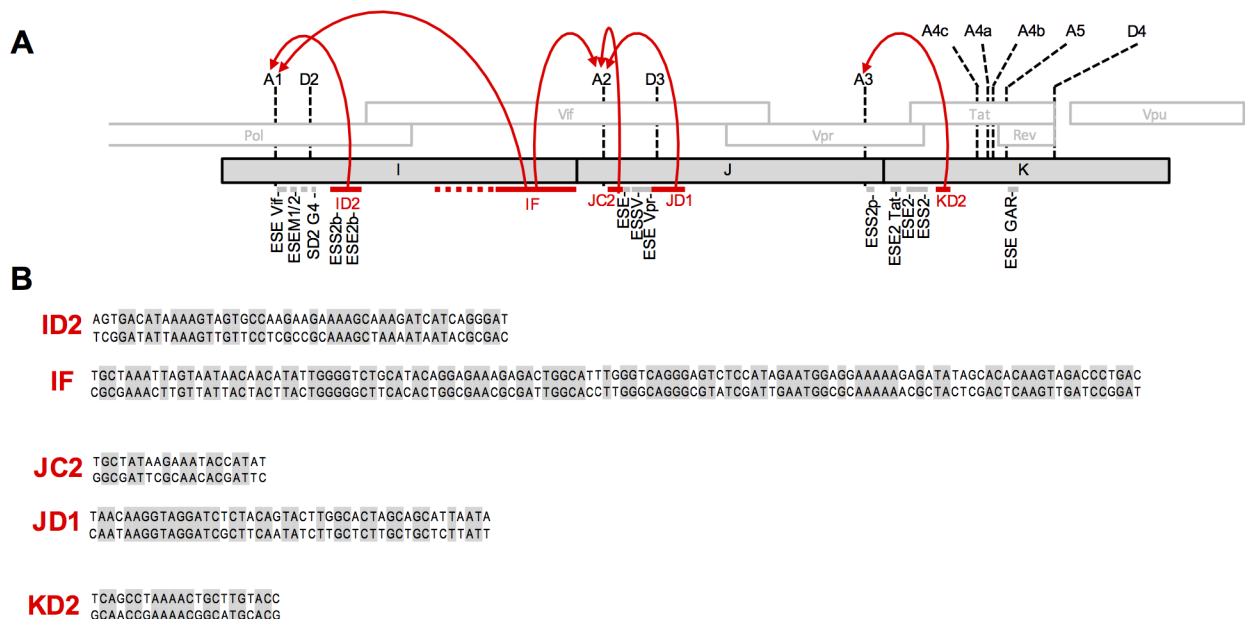 A
A4c A4a A4b A5 D4
A1 D2 A2 D3 A3
Vif Tat Vpu
Pol Vpr Rev
I J K
ID2 IF JC2 JD1 KD2
ESE Vif
ESEM1/2
SD2 G4
ESS2b
ESE2b
ESE
ESSV
ESE Vpr
ESS2p
ESE2 Tat
ESE2
ESS2
ESE GAR
B
ID2
AGTGACATAAAAGTAGTGCCAAGAAGAAAAGCAAAGATCATCAGGGAT
TCGGATATTAAAGTTGTTCCTCGCCGCAAAGCTAAAATAATACGCGAC
IF
TGCTAAATTAGTAATAACAACATATTGGGGTCTGCATACAGGAGAAAGAGACTGGCATTTGGGTCAGGGAGTCTCCATAGAATGGAGGAAAAAGAGATATAGCACACAAGTAGACCCTGAC
CGCGAAACTTGTTATTACTACTTACTGGGGGCTTCACACTGGCGAACGCGATTGGCACCTTGGGCAGGGCGTATCGATTGAATGGCGCAAAAAACGCTACTCGACTCAAGTTGATCCGGAT
JC2
TGCTATAAGAAATACCATAT
GGCGATTCGCAACACGATTC
JD1
TAACAAGGTAGGATCTCTACAGTACTTGGCACTAGCAGCATTAATA
CAATAAGGTAGGATCGCTTCAATATCTTGCTCTTGCTGCTCTTATT
KD2
TCAGCCTAAAACTGCTTGTACC
GCAACCGAAAACGGCATGCACG